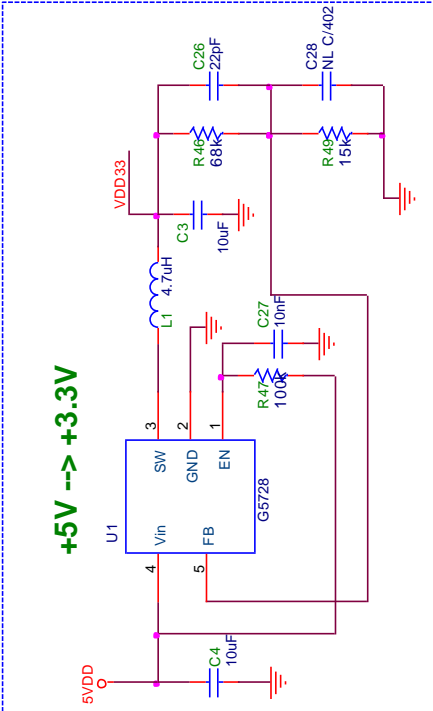 +5V --> +3.3V
5VDD
C4
10uF
U1
4
Vin
5
FB
SW
3
GND
2
EN
1
G5728
L1
4.7uH
VDD33
C3
10uF
R47
100k
C27
10nF
R46
68k
C26
22pF
R49
15k
C28
NL C/402